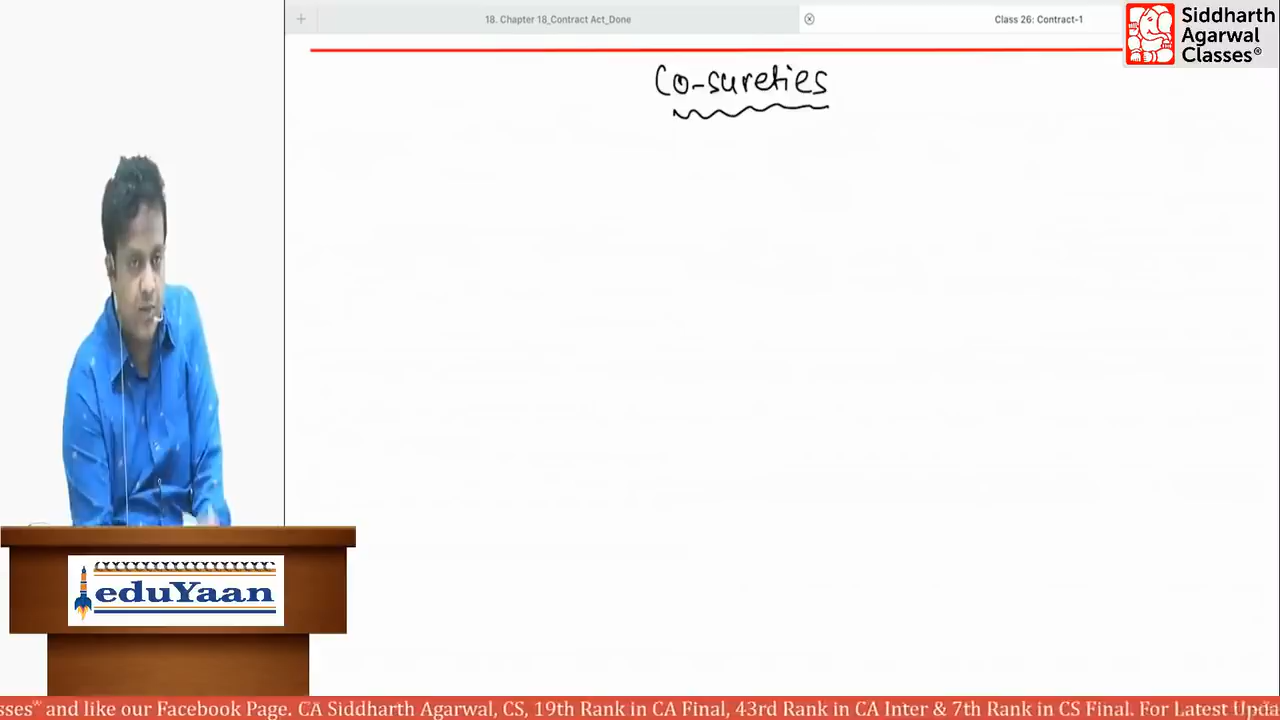 18. Chapter 18_Contract Act_Done
Class 26: Contract-1
Siddharth
Agarwal
Classes®
Co-sureties
eduYaan
sses" and like our Facebook Page. CA Siddharth Agarwal, CS, 19th Rank in CA Final, 43rd Rank in CA Inter & 7th Rank in CS Final. For Latest Upda